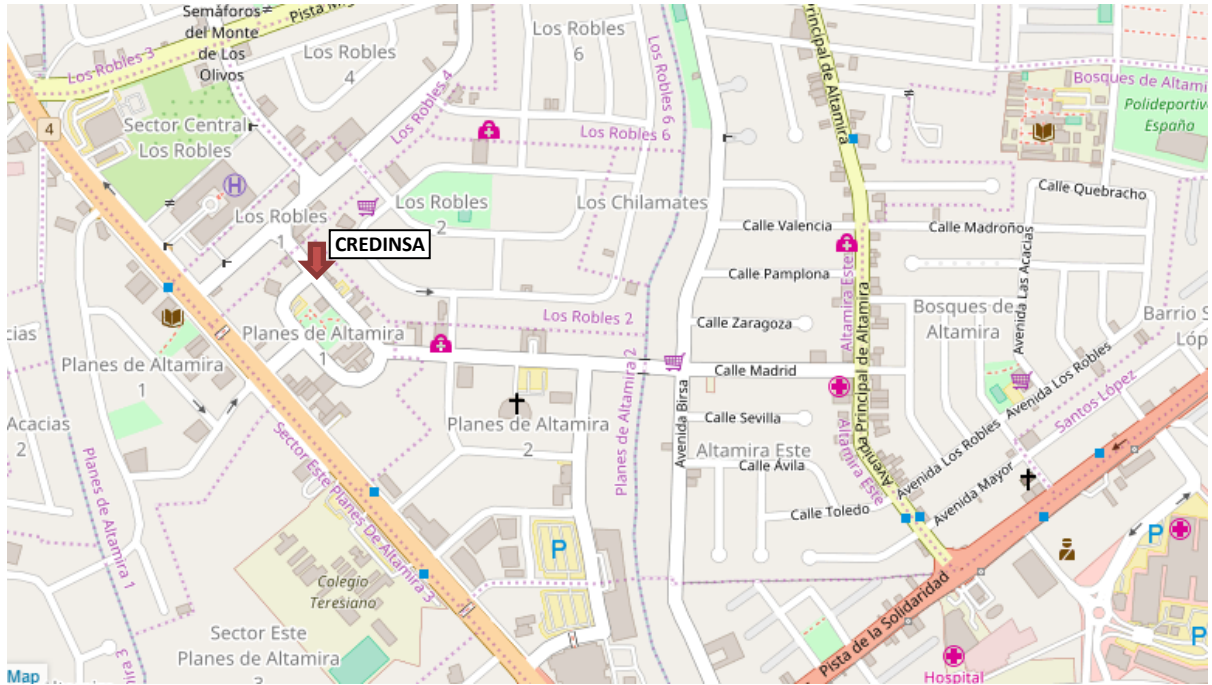 Semáforos
del Monte
de Los
Olivos
Los Robles 3
Los Robles
4
Los Robles 4
Los Robles
6
Los Robles 6
Los Robles 6
Principal de Altamira
Bosques de Altami
Polideportivo
España
4
Sector Central
Los Robles
H
Los Robles
1
Los Robles
2
Los Chilamates
CREDINSA
Calle Quebracho
Calle Valencia
Calle Madroño
Calle Pamplona
Altamira Este
Avenida Las Acacias
Los Robles 2
Calle Zaragoza
Bosques de
Altamira
Barrio S
Lóp
cias
Planes de Altamira
1
Planes de Altamira
1
Calle Madrid
Planes de Altamira 2
Avenida Birsa
Avenida Principal de Altamira
Avenida Los Robles
Calle Sevilla
Planes de Altamira
2
Acacias
2
Planes de Altamira 1
Altamira Este
Altamira Este
Calle Ávila
Avenida Principal de Altamira
Avenida Los Robles
Santos López
Avenida Mayor
Calle Toledo
Sector Este Planes De Altamira 3
P
P
Colegio
Teresiano
Pista de la Solidaridad
Sector Este
Planes de Altamira
3
P
Hospital
Map